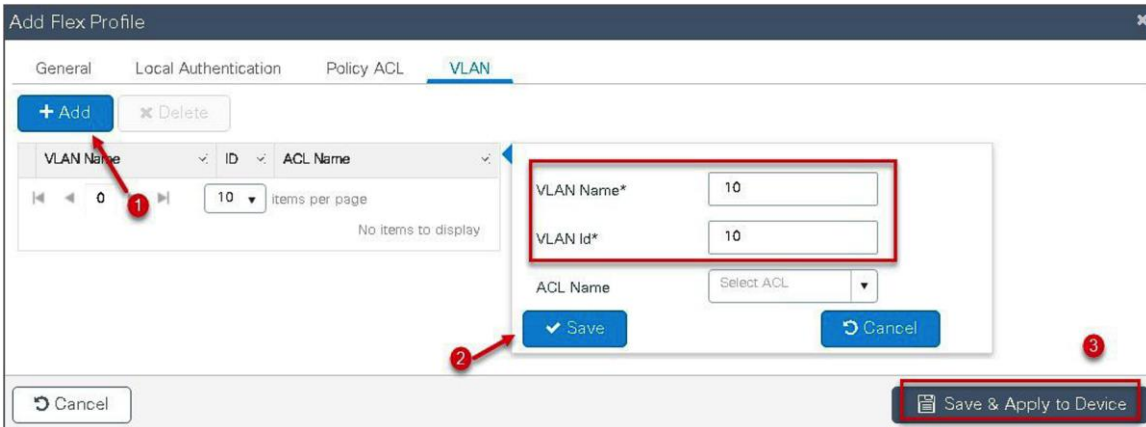 Add Flex Profile
General Local Authentication Policy ACL VLAN
+ Add ✖ Delete
VLAN Name ID ACL Name
0 10 items per page
1
No items to display
VLAN Name* 10
VLAN Id* 10
ACL Name Select ACL
Save Cancel
2
3
Cancel Save & Apply to Device